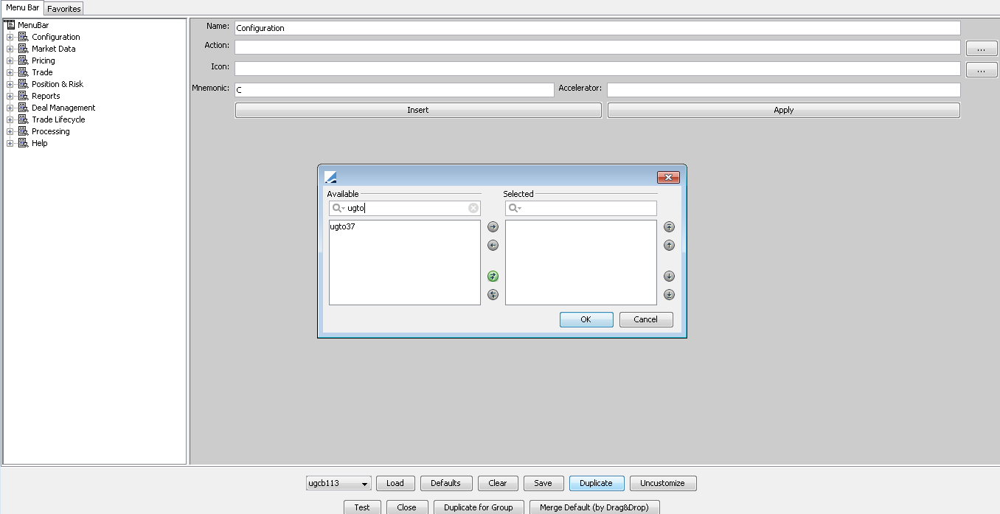 Menu Bar Favorites
MenuBar
Configuration
Market Data
Pricing
Trade
Position & Risk
Reports
Deal Management
Trade Lifecycle
Processing
Help
Name: Configuration
Action: ...
Icon: ...
Mnemonic: C Accelerator:
Insert Apply
Available Selected
ugto
ugto37
OK Cancel
ugcb113 Load Defaults Clear Save Duplicate Uncustomize
Test Close Duplicate for Group Merge Default (by Drag&Drop)